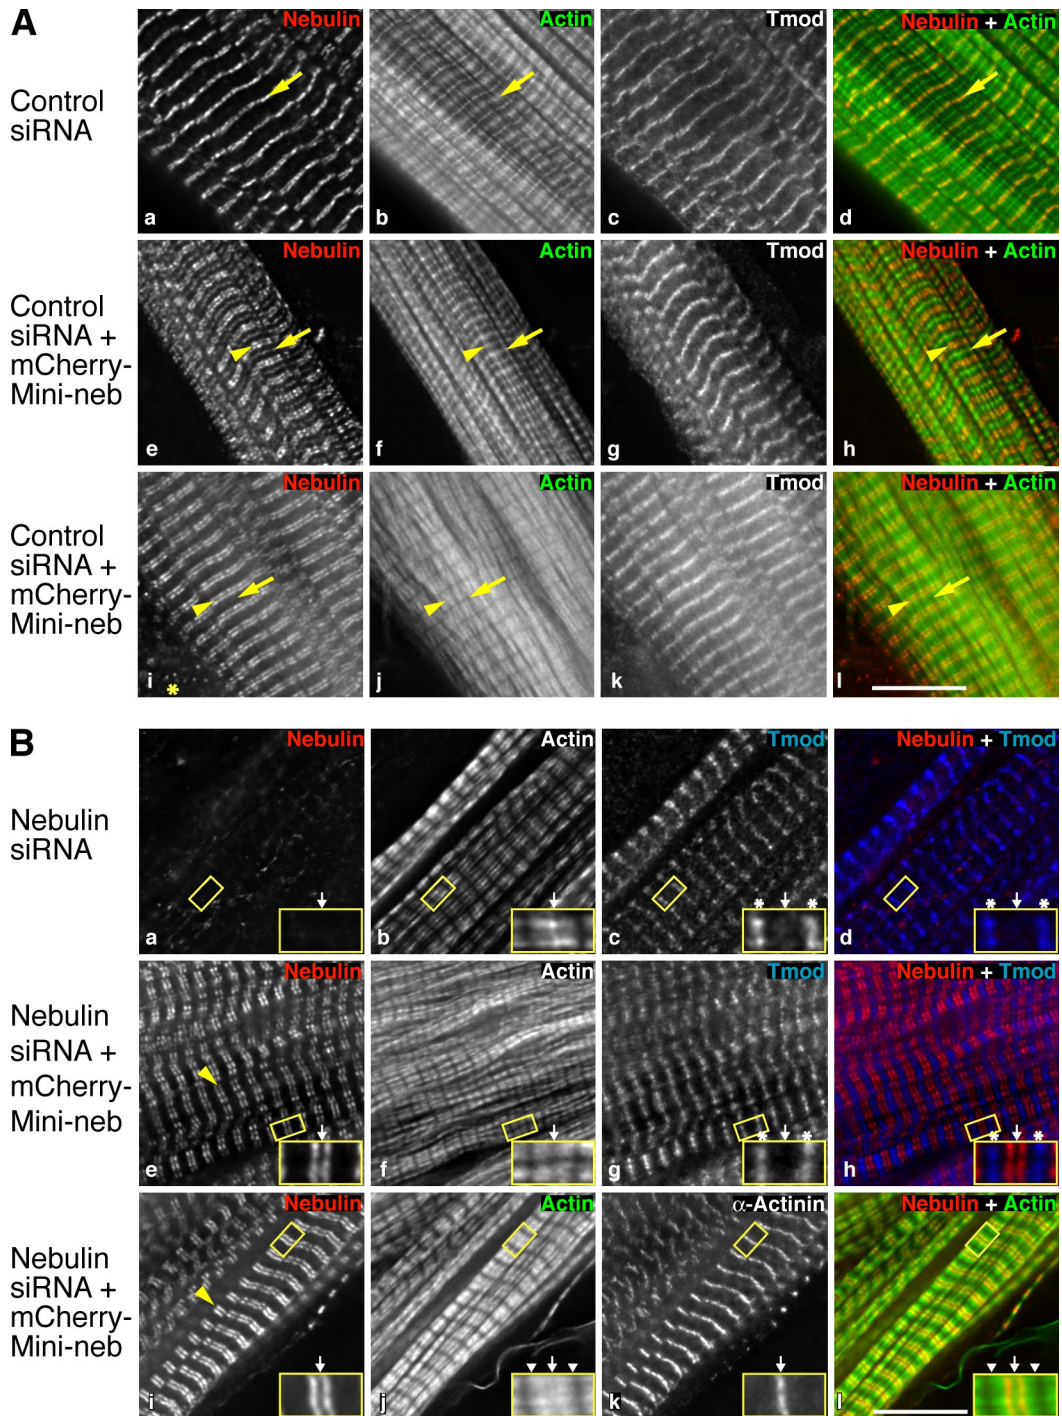 A
Control
siRNA
Nebulin
a
Actin
b
Tmod
c
Nebulin + Actin
d
Control
siRNA +
mCherry-
Mini-neb
Nebulin
e
Actin
f
Tmod
g
Nebulin + Actin
h
Control
siRNA +
mCherry-
Mini-neb
Nebulin
i
*
Actin
j
Tmod
k
Nebulin + Actin
l
B
Nebulin
siRNA
Nebulin
a
Actin
b
Tmod
* *
c
Nebulin + Tmod
* *
d
Nebulin
siRNA +
mCherry-
Mini-neb
Nebulin
e
Actin
f
Tmod
* *
g
Nebulin + Tmod
* *
h
Nebulin
siRNA +
mCherry-
Mini-neb
Nebulin
i
Actin
j
α-Actinin
k
Nebulin + Actin
l